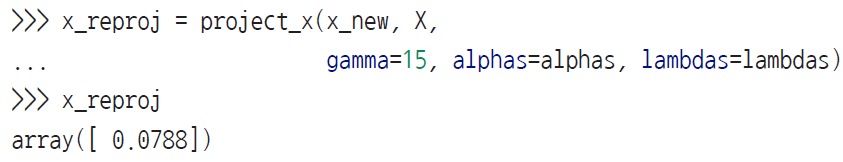 >>> x_reproj = project_x(x_new, X,
...                      gamma=15, alphas=alphas, lambdas=lambdas)
>>> x_reproj
array([ 0.0788])